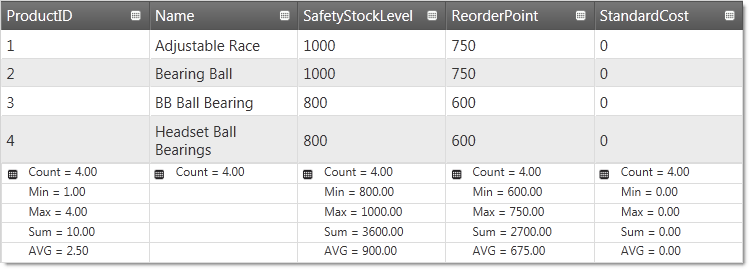 ProductID Name SafetyStockLevel ReorderPoint StandardCost
1 Adjustable Race 1000 750 0
2 Bearing Ball 1000 750 0
3 BB Ball Bearing 800 600 0
4 Headset Ball Bearings 800 600 0
Count = 4.00 Count = 4.00 Count = 4.00 Count = 4.00 Count = 4.00
Min = 1.00 Min = 800.00 Min = 600.00 Min = 0.00
Max = 4.00 Max = 1000.00 Max = 750.00 Max = 0.00
Sum = 10.00 Sum = 3600.00 Sum = 2700.00 Sum = 0.00
AVG = 2.50 AVG = 900.00 AVG = 675.00 AVG = 0.00